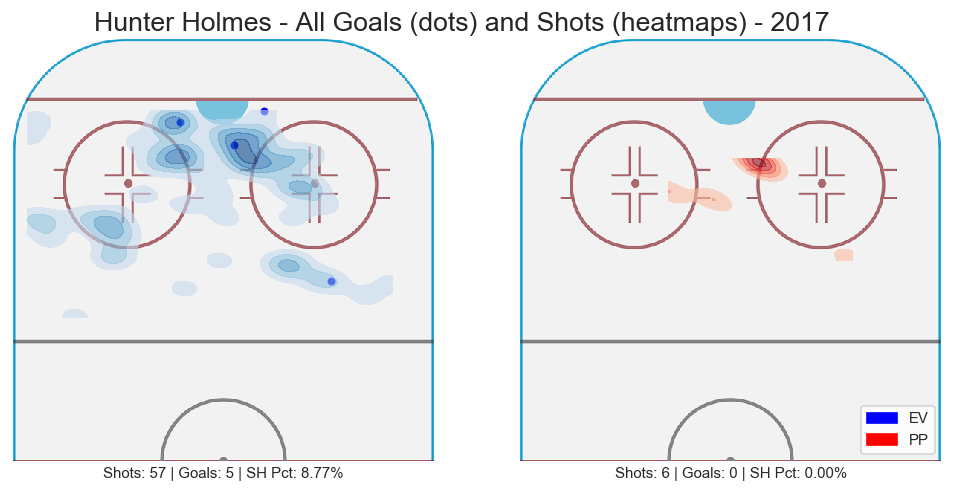 Hunter Holmes - All Goals (dots) and Shots (heatmaps) - 2017
EV
PP
Shots: 57 | Goals: 5 | SH Pct: 8.77%
Shots: 6 | Goals: 0 | SH Pct: 0.00%